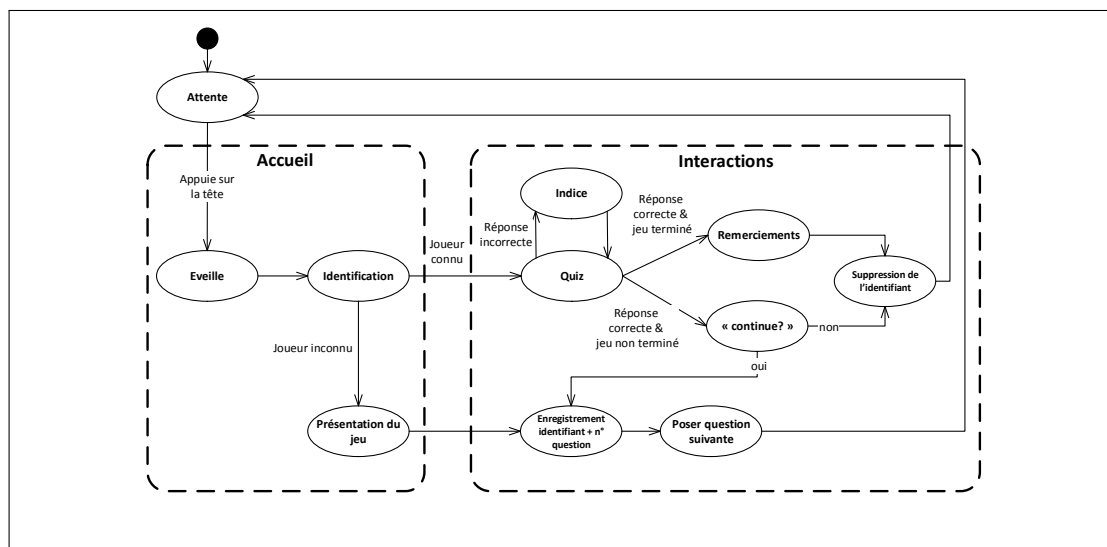 Attente
Accueil
Interactions
Appuie sur
la tête
Indice
Réponse
incorrecte
Réponse
correcte &
jeu terminé
Remerciements
Joueur
connu
Eveille
Identification
Quiz
Suppression de
l'identifiant
Réponse
correcte &
jeu non terminé
« continue? »
non
oui
Joueur inconnu
Présentation du
jeu
Enregistrement
identifiant + n°
question
Poser question
suivante